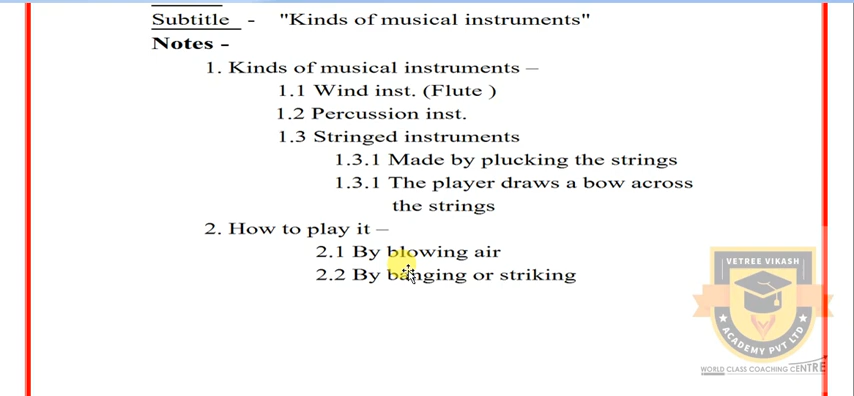 Subtitle - "Kinds of musical instruments"
Notes -
1. Kinds of musical instruments –
1.1 Wind inst. (Flute )
1.2 Percussion inst.
1.3 Stringed instruments
1.3.1 Made by plucking the strings
1.3.1 The player draws a bow across
the strings
2. How to play it –
2.1 By blowing air
2.2 By banging or striking
VETREE VIKASH
ACADEMY PVT LTD
WORLD CLASS COACHING CENTRE